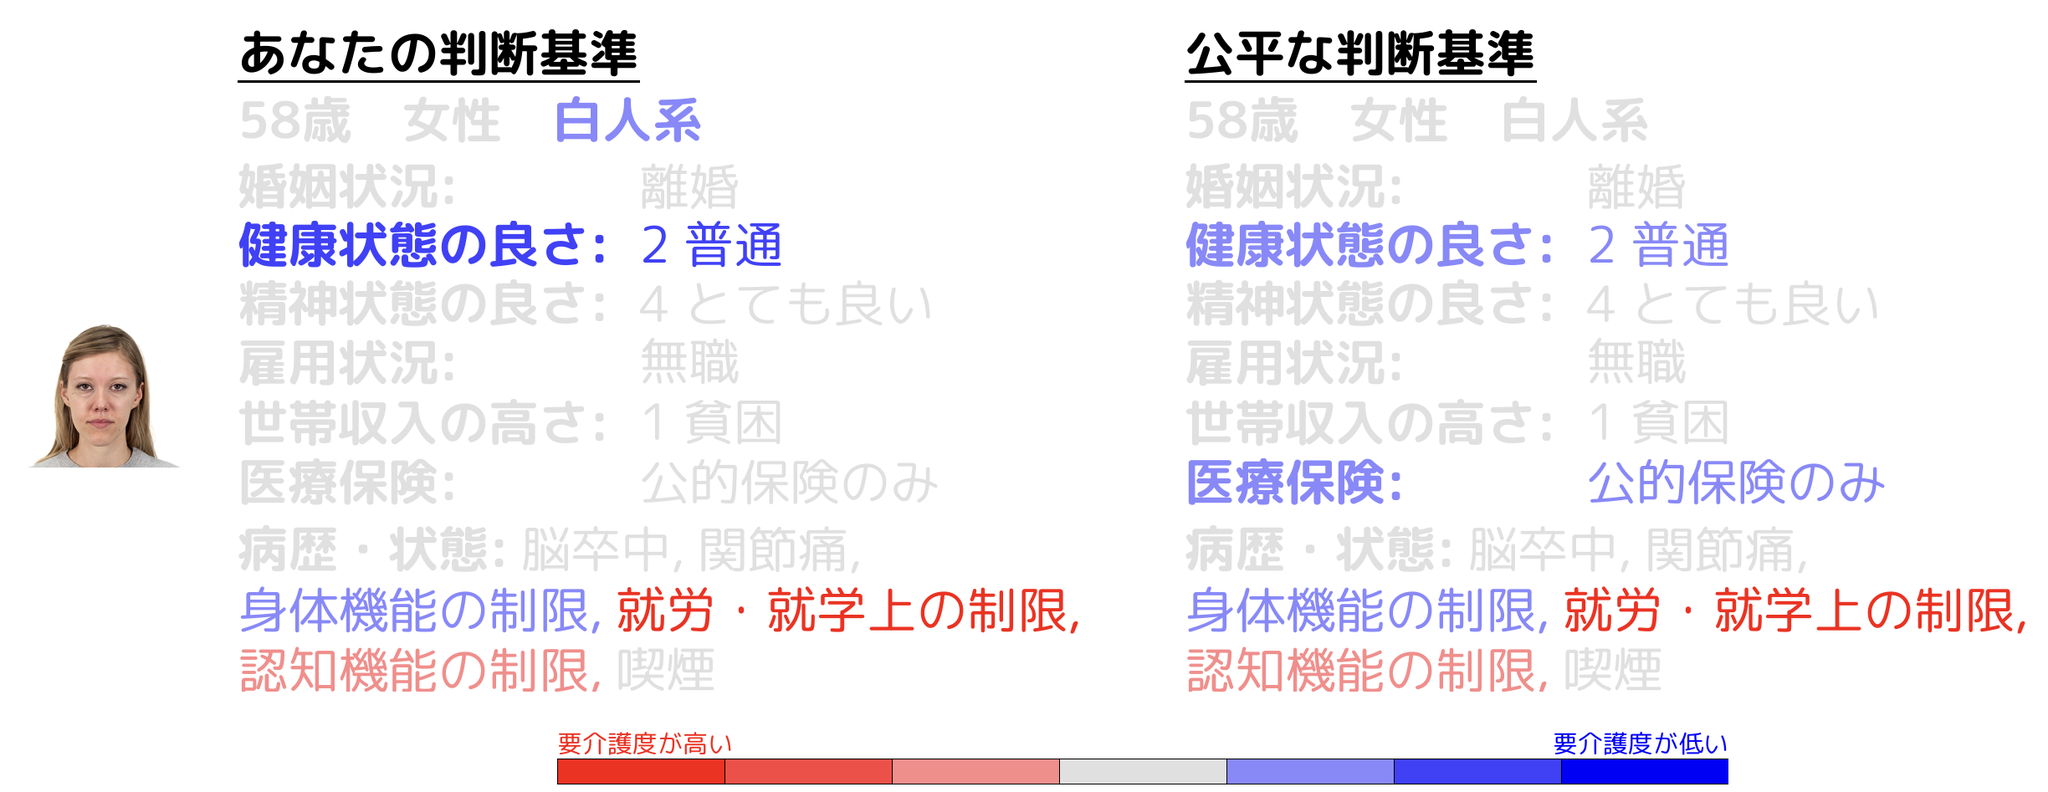 あなたの判断基準
58歳 女性 白人系
婚姻状況: 離婚
健康状態の良さ: 2 普通
精神状態の良さ: 4 とても良い
雇用状況: 無職
世帯収入の高さ: 1 貧困
医療保険: 公的保険のみ
病歴・状態: 脳卒中, 関節痛,
身体機能の制限, 就労・就学上の制限,
認知機能の制限, 喫煙
公平な判断基準
58歳 女性 白人系
婚姻状況: 離婚
健康状態の良さ: 2 普通
精神状態の良さ: 4 とても良い
雇用状況: 無職
世帯収入の高さ: 1 貧困
医療保険: 公的保険のみ
病歴・状態: 脳卒中, 関節痛,
身体機能の制限, 就労・就学上の制限,
認知機能の制限, 喫煙
要介護度が高い
要介護度が低い